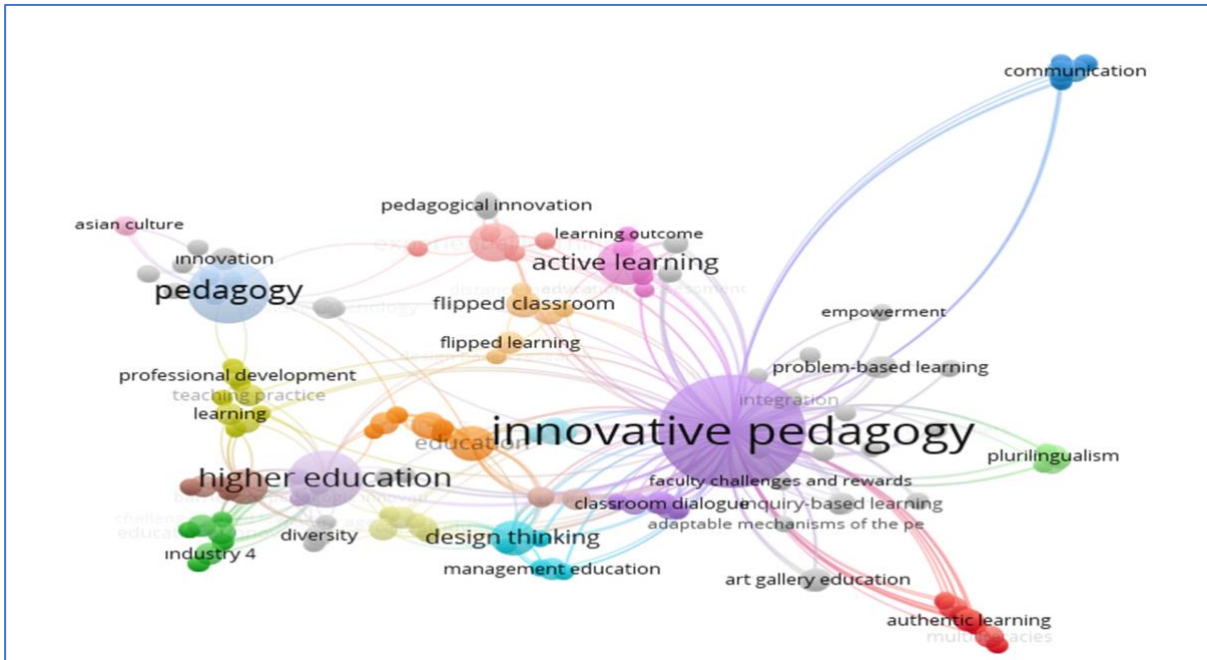 communication
asian culture
pedagogical innovation
learning outcome
innovation
active learning
pedagogy
flipped classroom
empowerment
flipped learning
problem-based learning
professional development
teaching practice
integration
learning
education
innovative pedagogy
plurilingualism
higher education
faculty challenges and rewards
classroom dialogue
inquiry-based learning
adaptable mechanisms of the pe
diversity
design thinking
industry 4
management education
art gallery education
authentic learning
multiliteracies